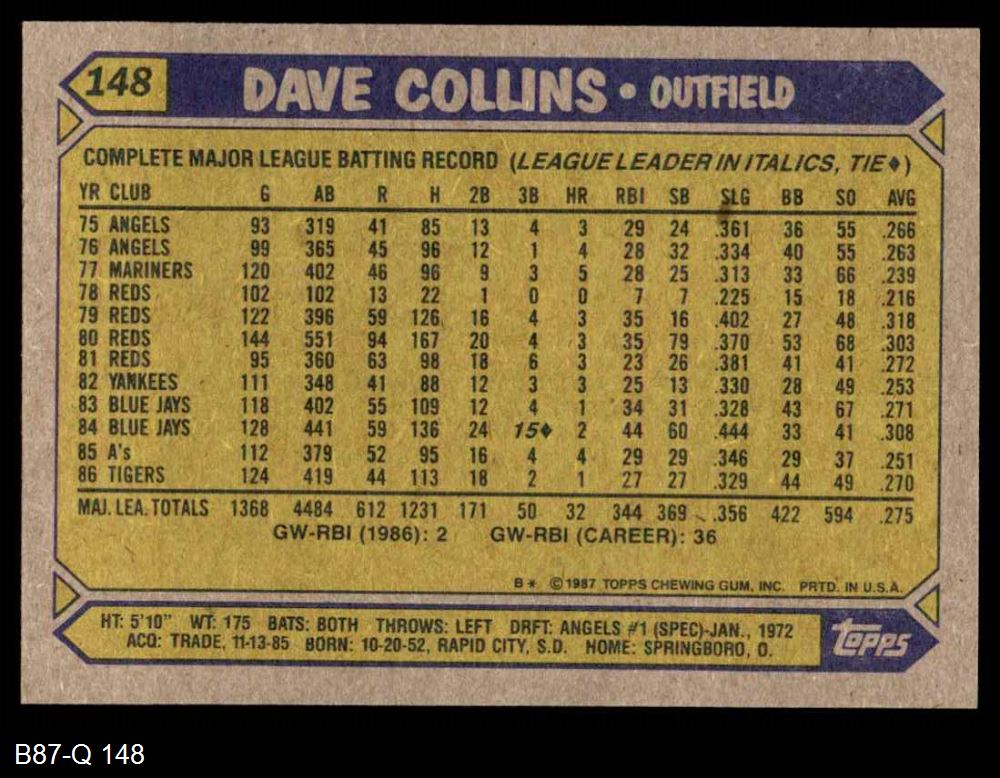 148 DAVE COLLINS • OUTFIELD
COMPLETE MAJOR LEAGUE BATTING RECORD (LEAGUE LEADER IN ITALICS, TIE♦)
YR CLUB G AB R H 2B 3B HR RBI SB SLG BB SO AVG
75 ANGELS 93 319 41 85 13 4 3 29 24 .361 36 55 .266
76 ANGELS 99 365 45 96 12 1 4 28 32 .334 40 55 .263
77 MARINERS 120 402 46 96 9 3 5 28 25 .313 33 66 .239
78 REDS 102 102 13 22 1 0 0 7 7 .225 15 18 .216
79 REDS 122 396 59 126 16 4 3 35 16 .402 27 48 .318
80 REDS 144 551 94 167 20 4 3 35 79 .370 53 68 .303
81 REDS 95 360 63 98 18 6 3 23 26 .381 41 41 .272
82 YANKEES 111 348 41 88 12 3 3 25 13 .330 28 49 .253
83 BLUE JAYS 118 402 55 109 12 4 1 34 31 .328 43 67 .271
84 BLUE JAYS 128 441 59 136 24 15♦ 2 44 60 .444 33 41 .308
85 A's 112 379 52 95 16 4 4 29 29 .346 29 37 .251
86 TIGERS 124 419 44 113 18 2 1 27 27 .329 44 49 .270
MAJ. LEA. TOTALS 1368 4484 612 1231 171 50 32 344 369 .356 422 594 .275
GW-RBI (1986): 2 GW-RBI (CAREER): 36
B* ©1987 TOPPS CHEWING GUM, INC. PRTD. IN U.S.A.
HT: 5'10" WT: 175 BATS: BOTH THROWS: LEFT DRFT: ANGELS #1 (SPEC)-JAN., 1972
ACQ: TRADE, 11-13-85 BORN: 10-20-52, RAPID CITY, S.D. HOME: SPRINGBORO, O.
TOPPS
B87-Q 148